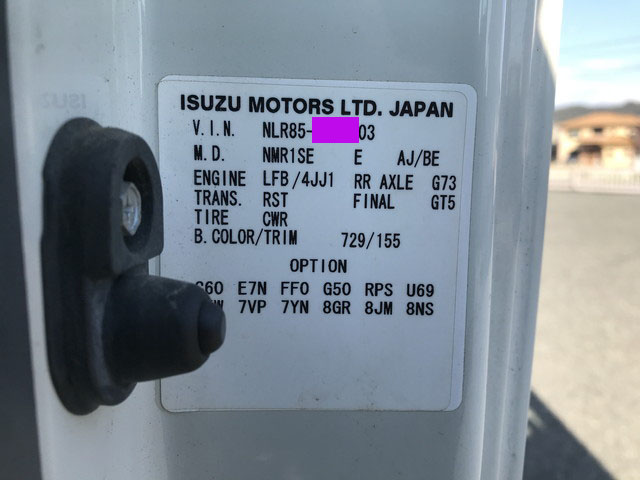 ISUZU MOTORS LTD. JAPAN
V.I.N. NLR85- 03
M.D. NMR1SE E AJ/BE
ENGINE LFB/4JJ1 RR AXLE G73
TRANS. RST FINAL GT5
TIRE CWR
B.COLOR/TRIM 729/155
OPTION
E7N FF0 G50 RPS U69
7VP 7YN 8GR 8JM 8NS